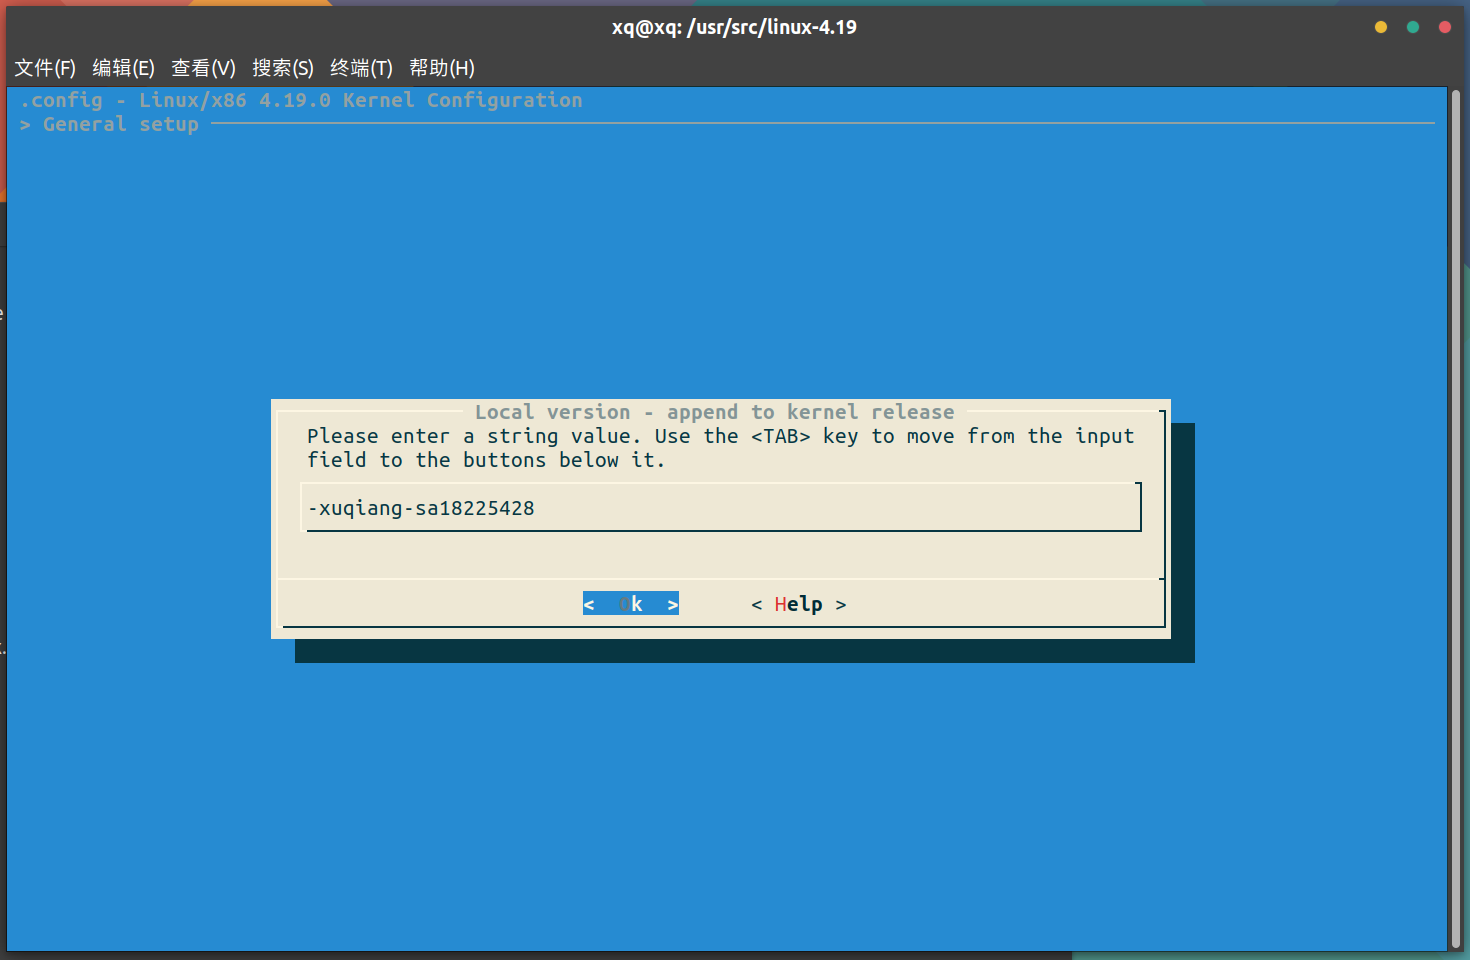 xq@xq: /usr/src/linux-4.19
文件(F) 编辑(E) 查看(V) 搜索(S) 终端(T) 帮助(H)
.config - Linux/x86 4.19.0 Kernel Configuration
> General setup
Local version - append to kernel release
Please enter a string value. Use the <TAB> key to move from the input
field to the buttons below it.
-xuqiang-sa18225428
< Ok > < Help >